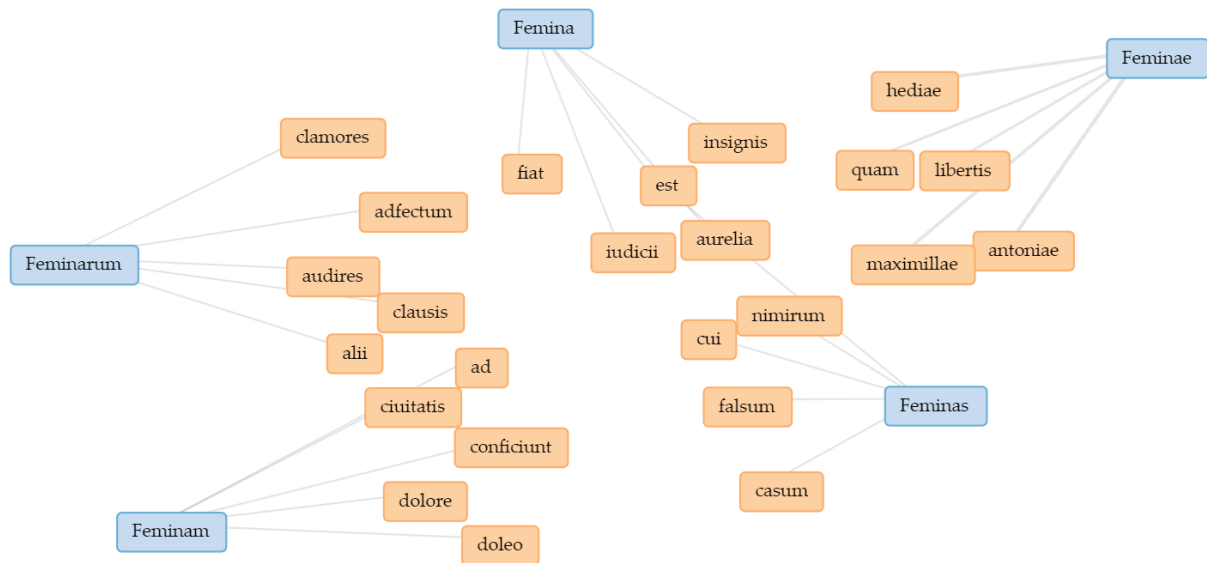 Femina
Feminae
hediae
clamores
insignis
quam
libertis
fiat
est
adfectum
aurelia
iudicii
antoniae
Feminarum
maximillae
audires
clausis
nimirum
cui
alii
ad
ciuitatis
falsum
Feminas
conficiunt
casum
dolore
Feminam
doleo